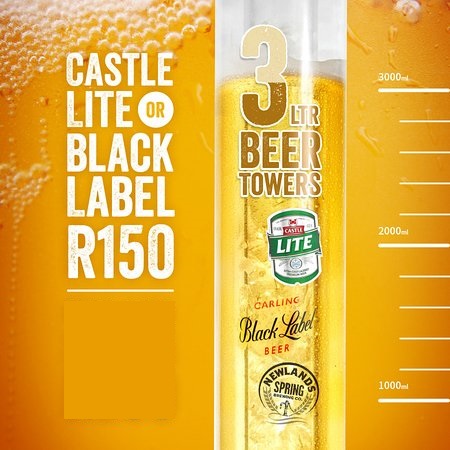 CASTLE
LITE OR
BLACK
LABEL
R150
3
LTR
BEER
TOWERS
CASTLE
LITE
CARLING
Black Label
BEER
NEWLANDS
SPRING
BREWING CO.
3000ml
2000ml
1000ml